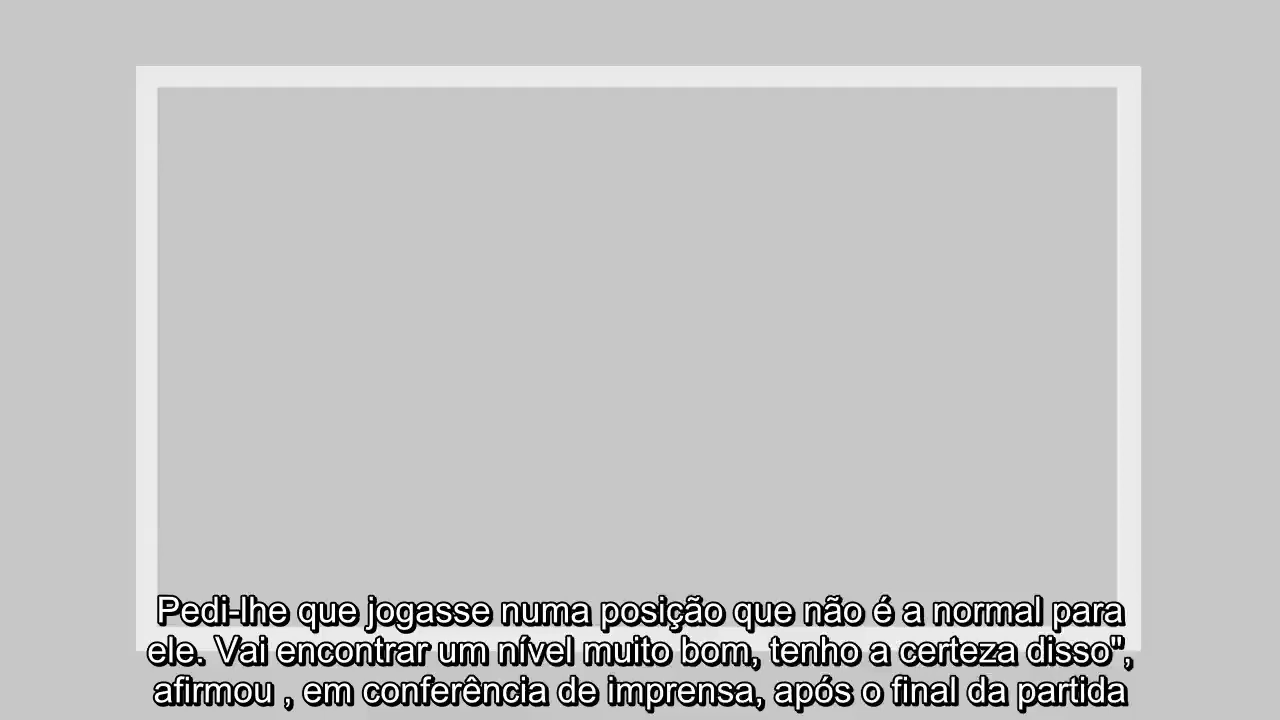 Pedi-lhe que jogasse numa posição que não é a normal para
ele. Vai encontrar um nível muito bom, tenho a certeza disso",
afirmou , em conferência de imprensa, após o final da partida